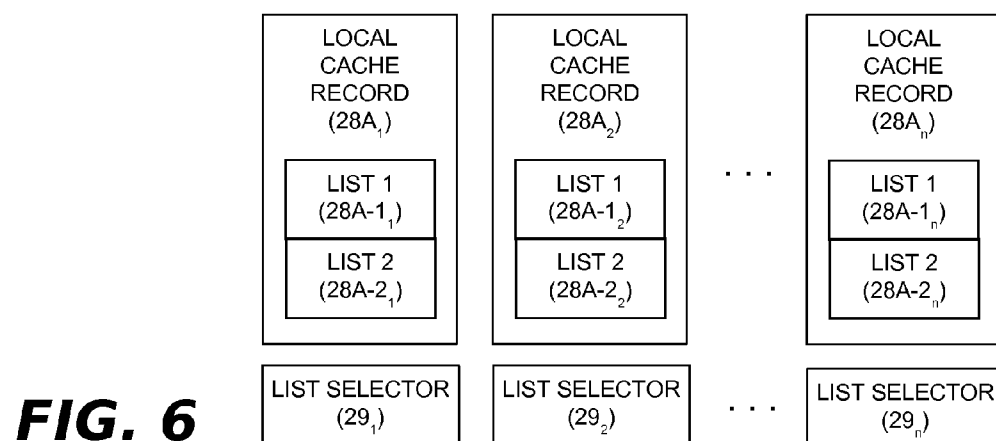 LOCAL
CACHE
RECORD
(28A₁)
LIST 1
(28A-1₁)
LIST 2
(28A-2₁)
LOCAL
CACHE
RECORD
(28A₂)
LIST 1
(28A-1₂)
LIST 2
(28A-2₂)
. . .
LOCAL
CACHE
RECORD
(28Aₙ)
LIST 1
(28A-1ₙ)
LIST 2
(28A-2ₙ)
LIST SELECTOR
(29₁)
LIST SELECTOR
(29₂)
. . .
LIST SELECTOR
(29ₙ)
FIG. 6